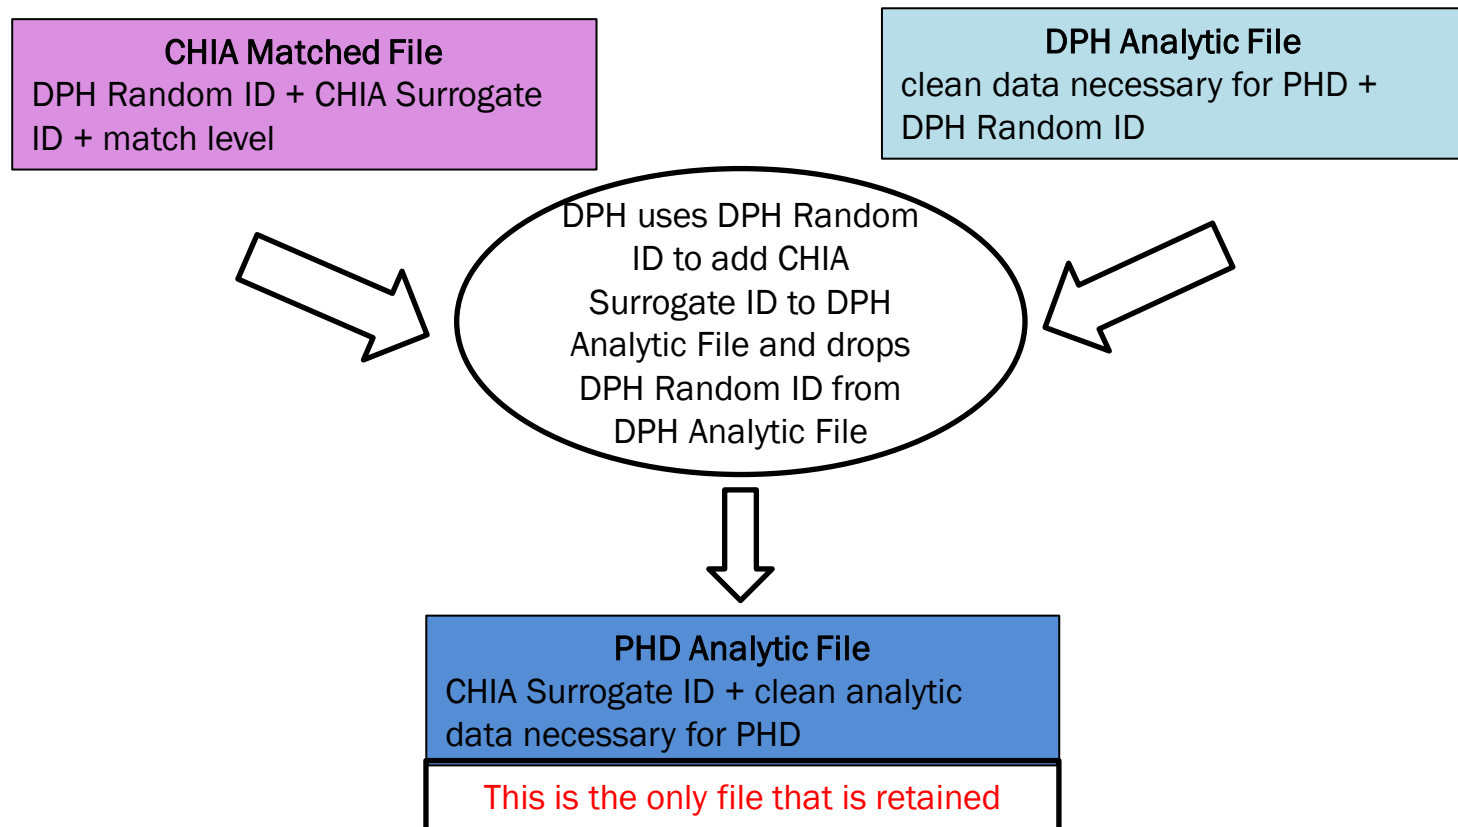 CHIA Matched File
DPH Random ID + CHIA Surrogate
ID + match level
DPH Analytic File
clean data necessary for PHD +
DPH Random ID
DPH uses DPH Random
ID to add CHIA
Surrogate ID to DPH
Analytic File and drops
DPH Random ID from
DPH Analytic File
PHD Analytic File
CHIA Surrogate ID + clean analytic
data necessary for PHD
This is the only file that is retained